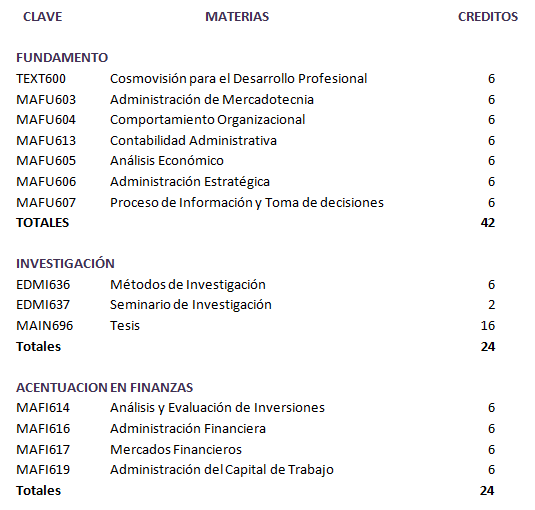 CLAVE MATERIAS CREDITOS
FUNDAMENTO
TEXT600 Cosmovisión para el Desarrollo Profesional 6
MAFU603 Administración de Mercadotecnia 6
MAFU604 Comportamiento Organizacional 6
MAFU613 Contabilidad Administrativa 6
MAFU605 Análisis Económico 6
MAFU606 Administración Estratégica 6
MAFU607 Proceso de Información y Toma de decisiones 6
TOTALES 42
INVESTIGACIÓN
EDMI636 Métodos de Investigación 6
EDMI637 Seminario de Investigación 2
MAIN696 Tesis 16
Totales 24
ACENTUACION EN FINANZAS
MAFI614 Análisis y Evaluación de Inversiones 6
MAFI616 Administración Financiera 6
MAFI617 Mercados Financieros 6
MAFI619 Administración del Capital de Trabajo 6
Totales 24